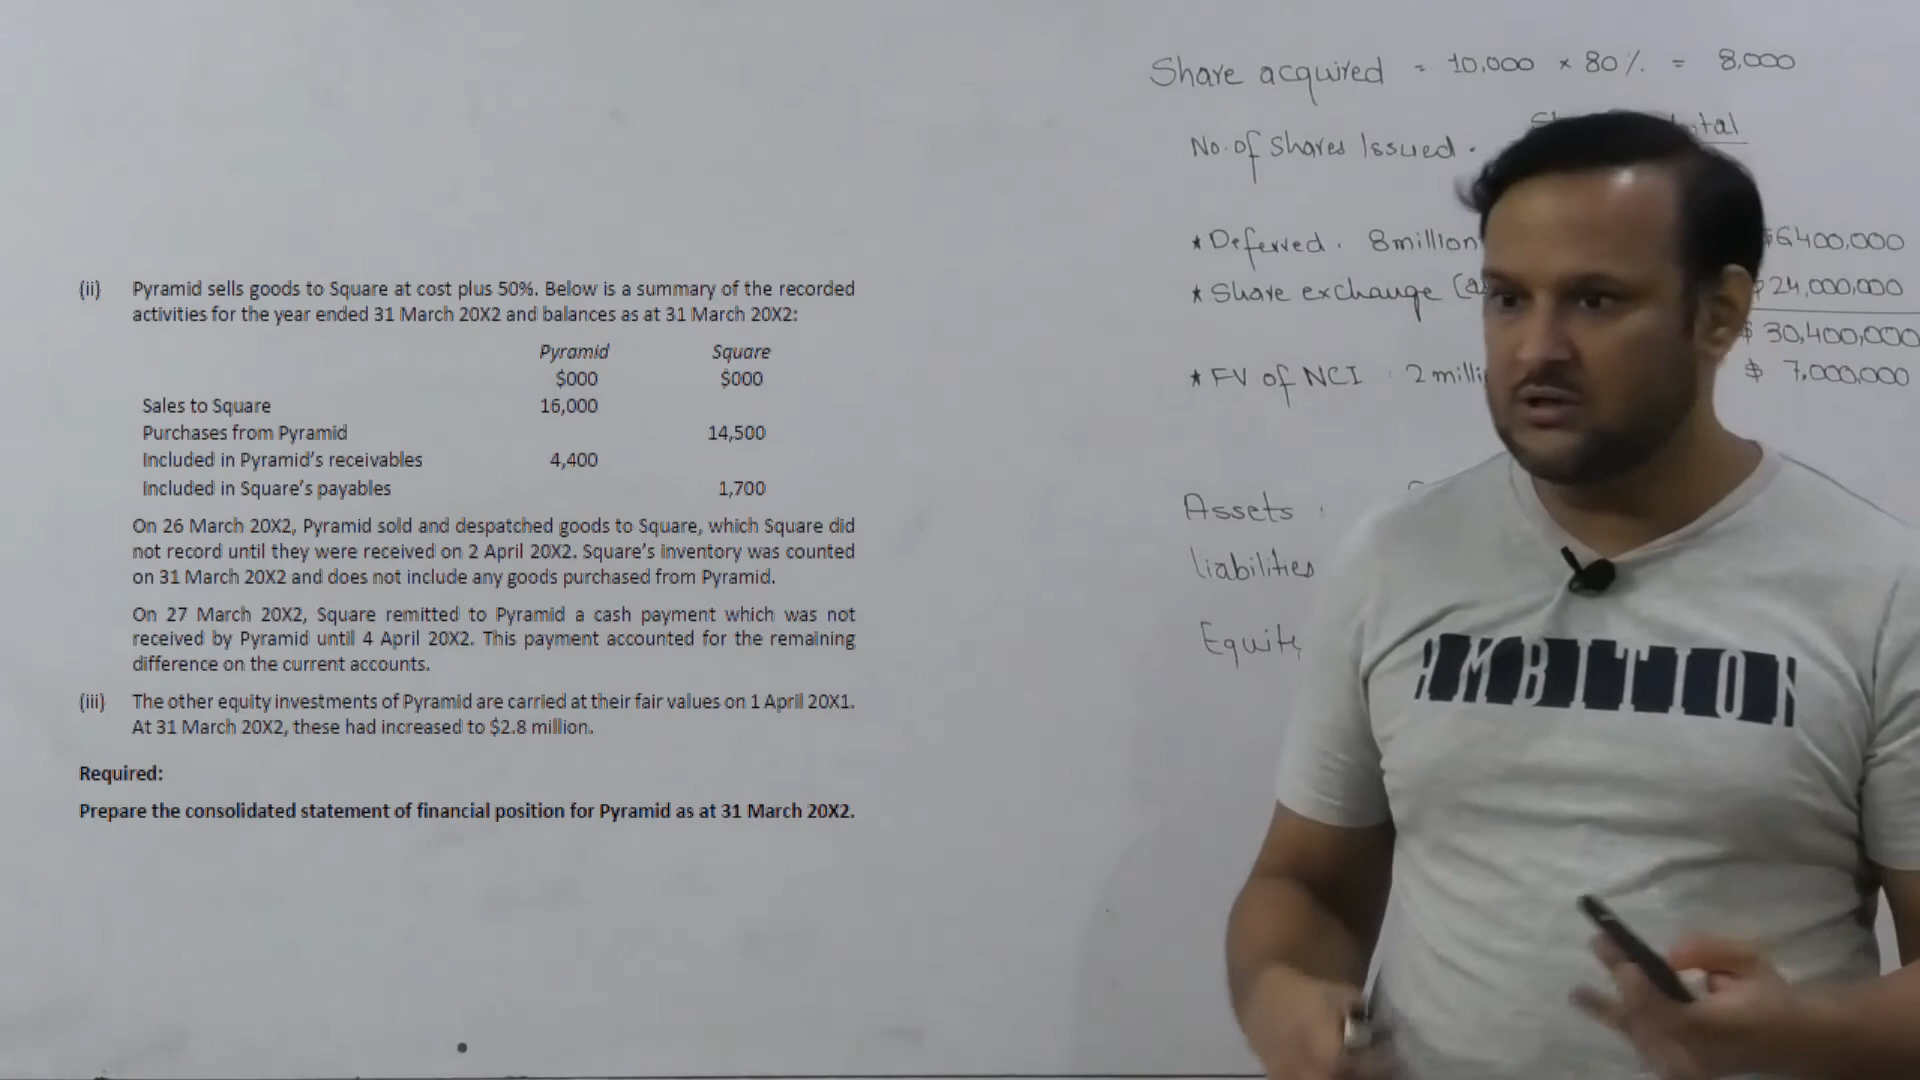 (ii) Pyramid sells goods to Square at cost plus 50%. Below is a summary of the recorded
activities for the year ended 31 March 20X2 and balances as at 31 March 20X2:
Pyramid Square
$000 $000
Sales to Square 16,000
Purchases from Pyramid 14,500
Included in Pyramid's receivables 4,400
Included in Square's payables 1,700
On 26 March 20X2, Pyramid sold and despatched goods to Square, which Square did
not record until they were received on 2 April 20X2. Square's inventory was counted
on 31 March 20X2 and does not include any goods purchased from Pyramid.
On 27 March 20X2, Square remitted to Pyramid a cash payment which was not
received by Pyramid until 4 April 20X2. This payment accounted for the remaining
difference on the current accounts.
(iii) The other equity investments of Pyramid are carried at their fair values on 1 April 20X1.
At 31 March 20X2, these had increased to $2.8 million.
Required:
Prepare the consolidated statement of financial position for Pyramid as at 31 March 20X2.
Share acquired = 10,000 × 80% = 8,000
No. of Shares Issued.
* Deferred. 8million $6400,000
* Share exchange 24,000,000
$ 30,400,000
* FV of NCI 2 $ 7,000,000
Assets
liabilities
AMBITION